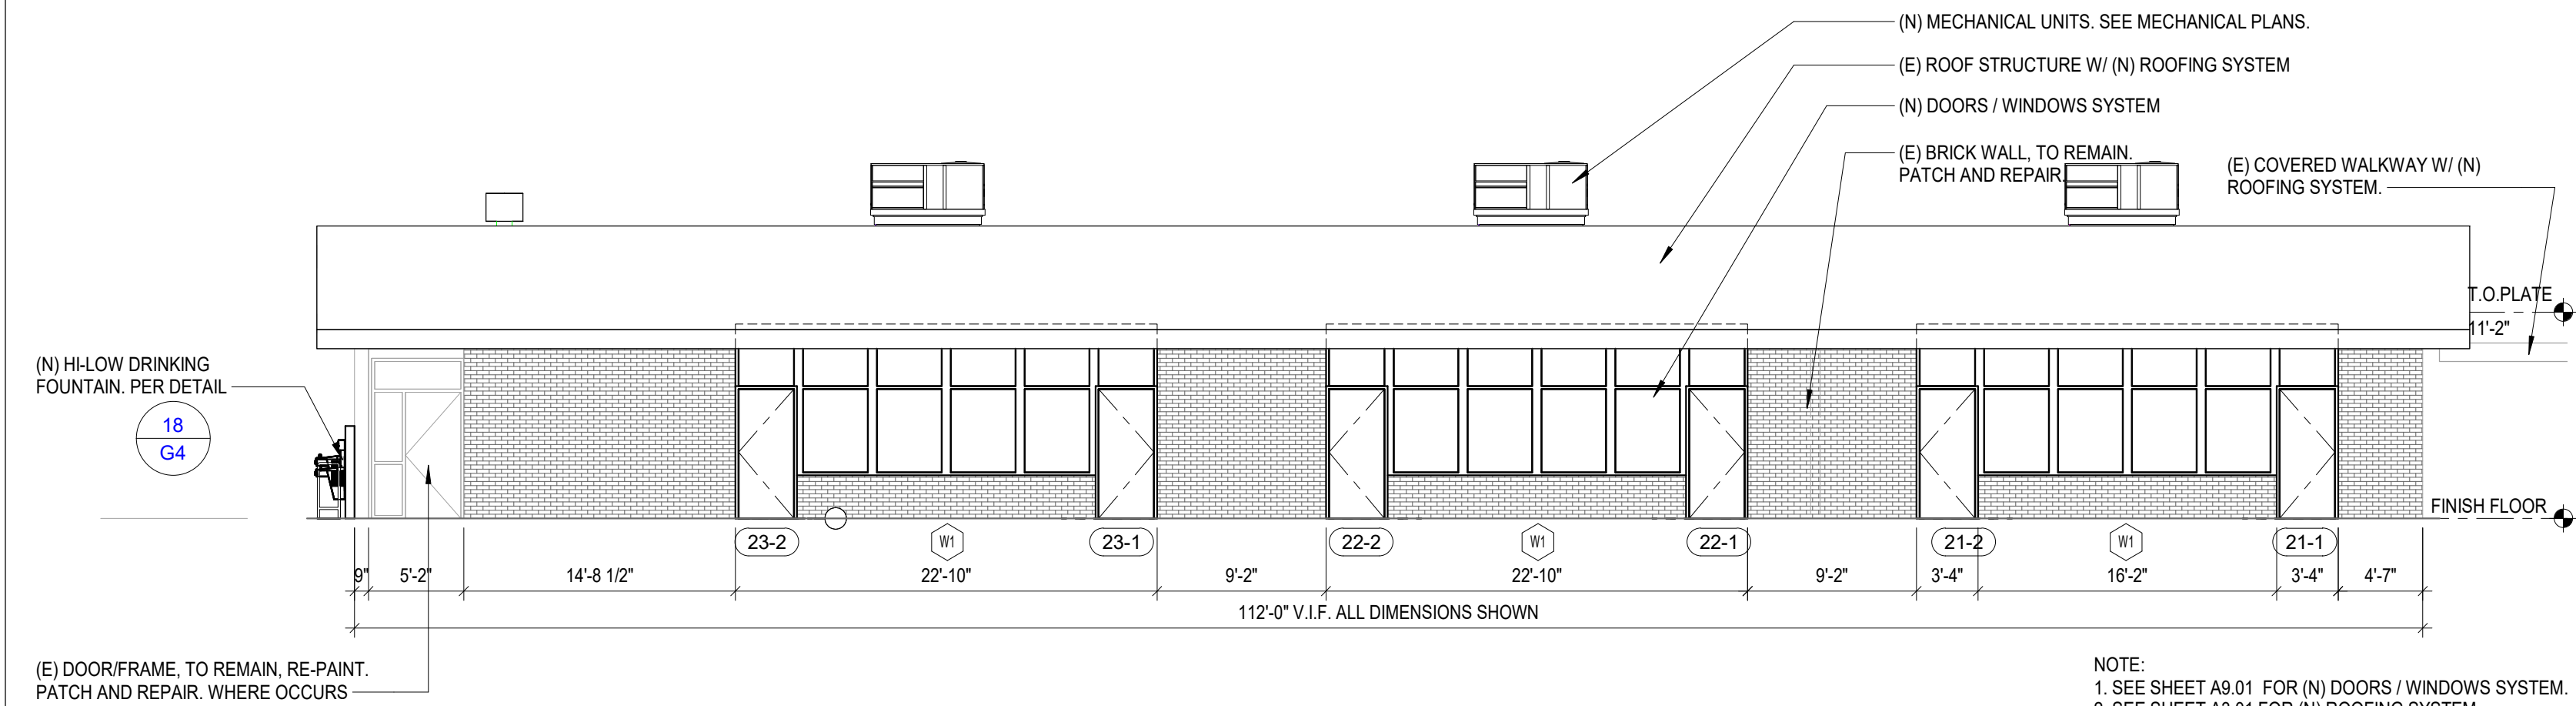 (N) MECHANICAL UNITS. SEE MECHANICAL PLANS.
(E) ROOF STRUCTURE W/ (N) ROOFING SYSTEM
(N) DOORS / WINDOWS SYSTEM
(E) BRICK WALL, TO REMAIN.
PATCH AND REPAIR.
(E) COVERED WALKWAY W/ (N)
ROOFING SYSTEM.
T.O.PLATE
11'-2"
(N) HI-LOW DRINKING
FOUNTAIN. PER DETAIL
18
G4
FINISH FLOOR
23-2 W1 23-1 22-2 W1 22-1 21-2 W1 21-1
9" 5'-2" 14'-8 1/2" 22'-10" 9'-2" 22'-10" 9'-2" 3'-4" 16'-2" 3'-4" 4'-7"
112'-0" V.I.F. ALL DIMENSIONS SHOWN
(E) DOOR/FRAME, TO REMAIN, RE-PAINT.
PATCH AND REPAIR. WHERE OCCURS
NOTE:
1. SEE SHEET A9.01 FOR (N) DOORS / WINDOWS SYSTEM.
FOR (N) ROOFING SYSTEM